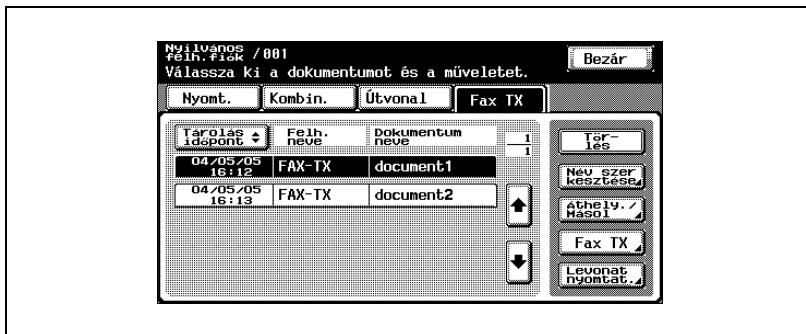 Nyilvános
felh.fiók /001
Válassza ki a dokumentumot és a műveletet.
Bezár
Nyomt.
Kombin.
Útvonal
Fax TX
Tárolás
időpont
Felh.
neve
Dokumentum
neve
1
1
04/05/05
16:12
FAX-TX
document1
04/05/05
16:13
FAX-TX
document2
Tör-
lés
Név szer
kesztése
Áthely./
Másol
Fax TX
Levonat
nyomtat.